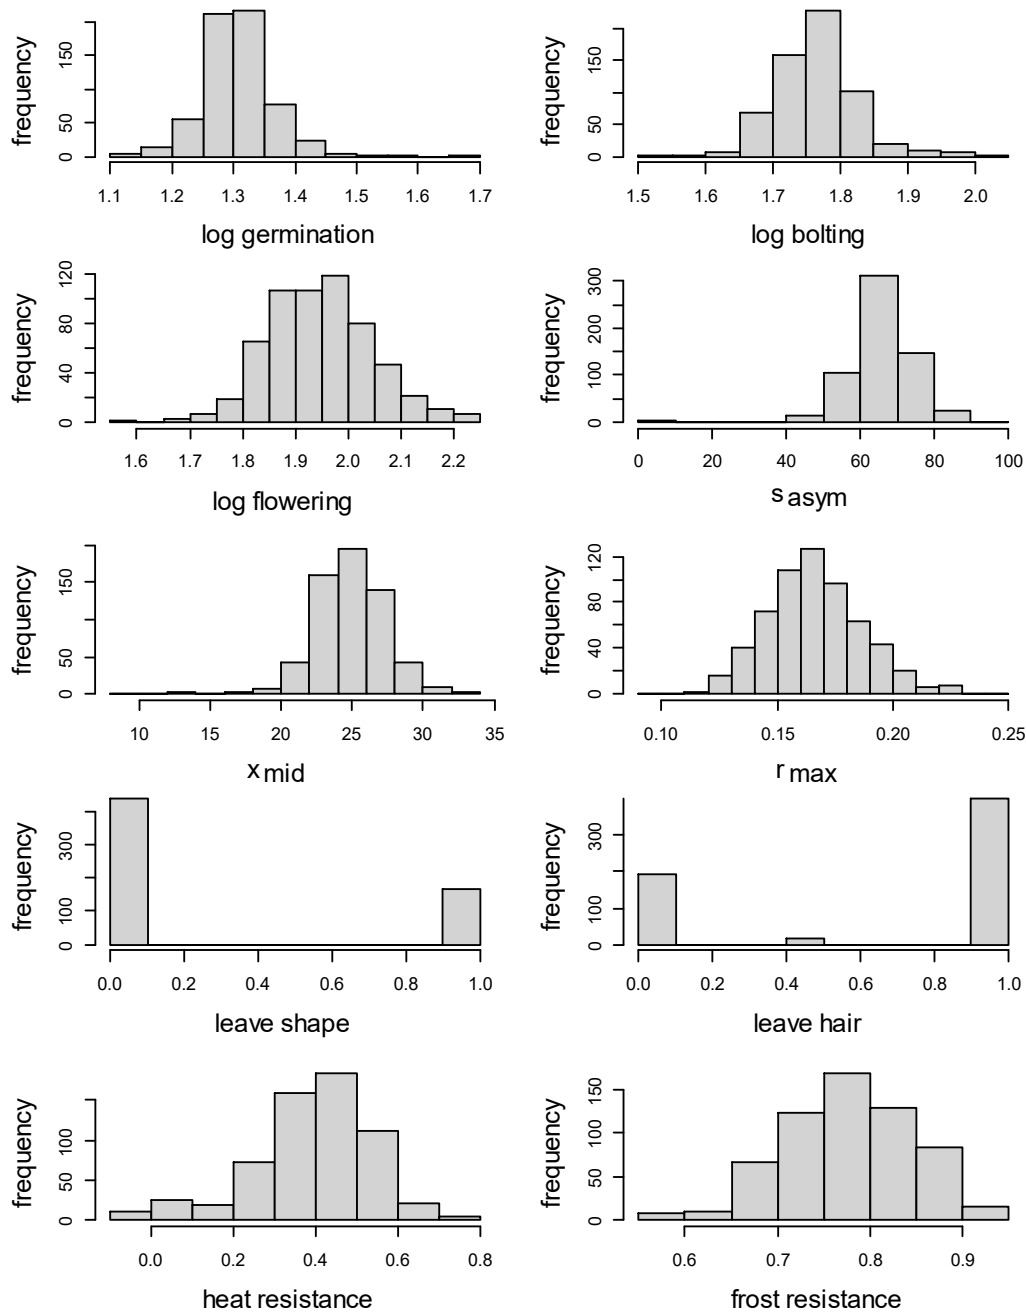 frequency
0 50 150
1.1 1.2 1.3 1.4 1.5 1.6 1.7
log germination
frequency
0 50 150
1.5 1.6 1.7 1.8 1.9 2.0
log bolting
frequency
0 40 80 120
1.6 1.7 1.8 1.9 2.0 2.1 2.2
log flowering
frequency
0 100 200 300
0 20 40 60 80 100
s asym
frequency
0 50 150
10 15 20 25 30 35
x mid
frequency
0 40 80 120
0.10 0.15 0.20 0.25
r max
frequency
0 100 300
0.0 0.2 0.4 0.6 0.8 1.0
leave shape
frequency
0 100 300
0.0 0.2 0.4 0.6 0.8 1.0
leave hair
frequency
0 50 100
0.0 0.2 0.4 0.6 0.8
heat resistance
frequency
0 50 100 150
0.6 0.7 0.8 0.9
frost resistance